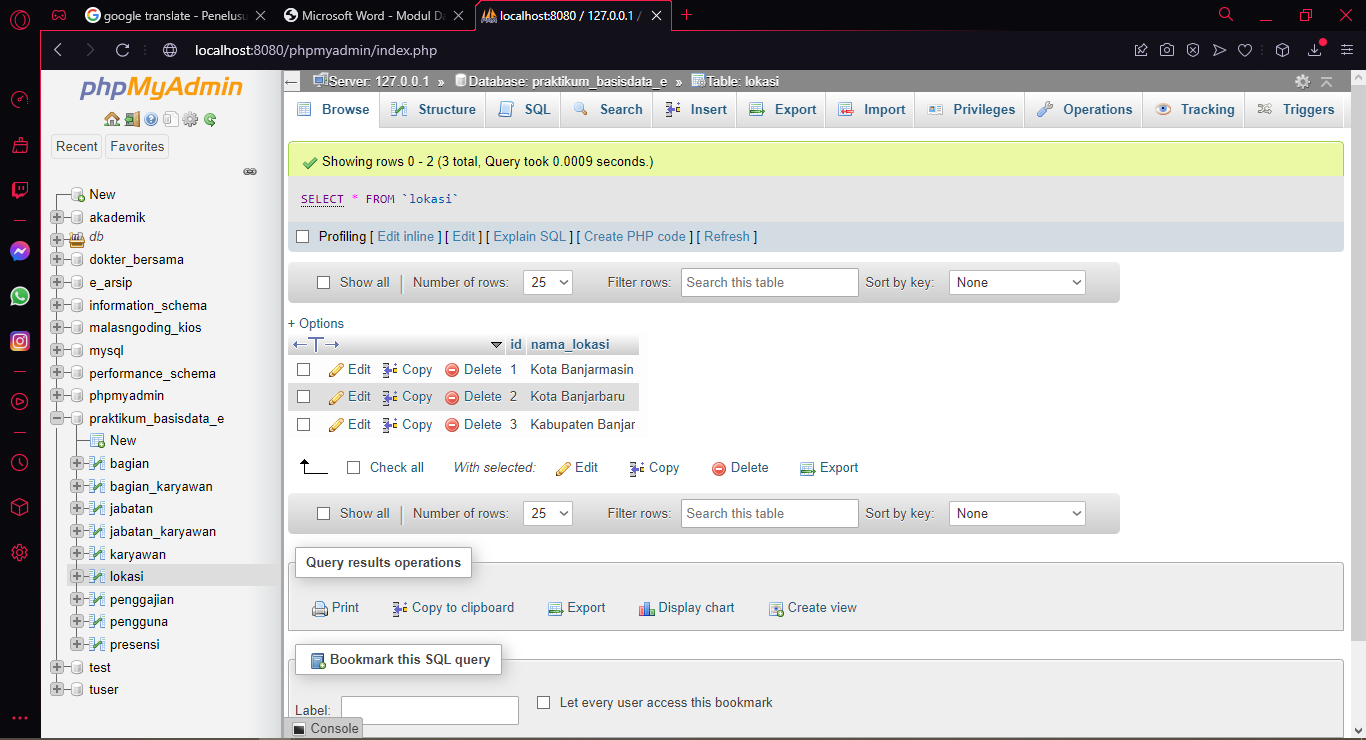 google translate - Penelusu
Microsoft Word - Modul Da
localhost:8080 / 127.0.0.1 /
localhost:8080/phpmyadmin/index.php
phpMyAdmin
Recent
Favorites
New
akademik
db
dokter_bersama
e_arsip
information_schema
malasngoding_kios
mysql
performance_schema
phpmyadmin
praktikum_basisdata_e
New
bagian
bagian_karyawan
jabatan
jabatan_karyawan
karyawan
lokasi
penggajian
pengguna
presensi
test
tuser
Server: 127.0.0.1 » Database: praktikum_basisdata_e » Table: lokasi
Browse Structure SQL Search Insert Export Import Privileges Operations Tracking Triggers
Showing rows 0 - 2 (3 total, Query took 0.0009 seconds.)
SELECT * FROM `lokasi`
Profiling [ Edit inline ] [ Edit ] [ Explain SQL ] [ Create PHP code ] [ Refresh ]
Show all | Number of rows: 25 Filter rows: Search this table Sort by key: None
+ Options
←T→ id nama_lokasi
Edit Copy Delete 1 Kota Banjarmasin
Edit Copy Delete 2 Kota Banjarbaru
Edit Copy Delete 3 Kabupaten Banjar
Check all With selected: Edit Copy Delete Export
Show all | Number of rows: 25 Filter rows: Search this table Sort by key: None
Query results operations
Print Copy to clipboard Export Display chart Create view
Bookmark this SQL query
Label: Let every user access this bookmark
Console